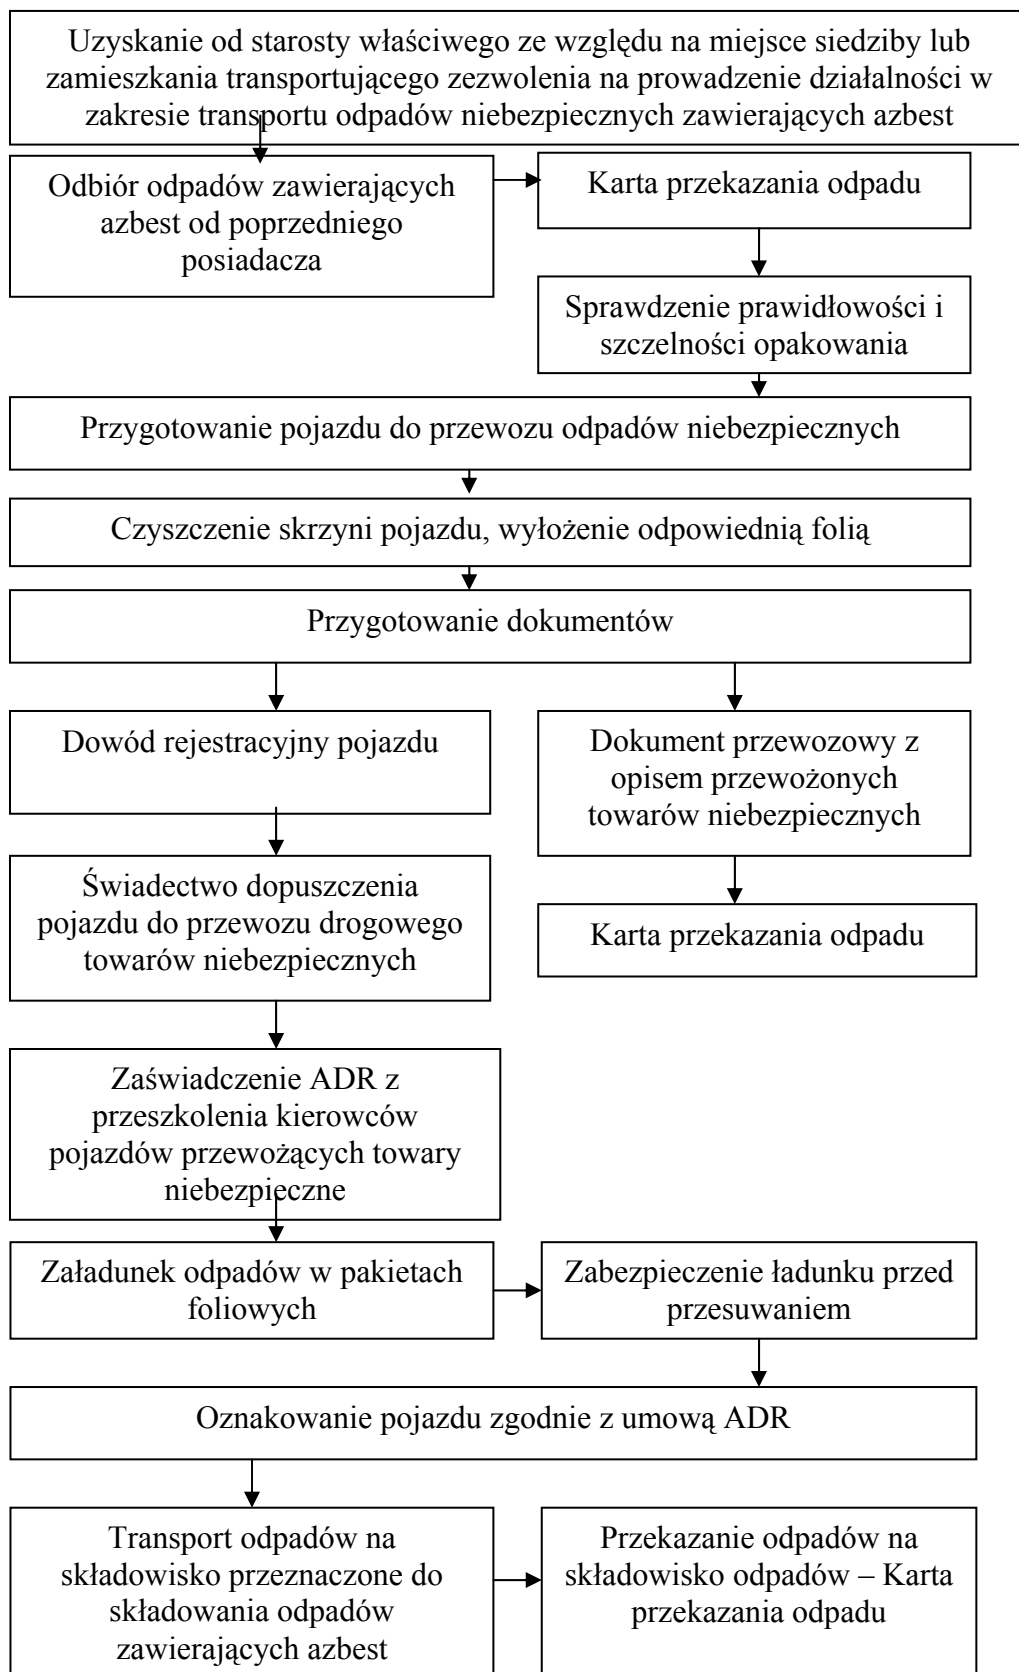 Uzyskanie od starosty właściwego ze względu na miejsce siedziby lub
zamieszkania transportującego zezwolenia na prowadzenie działalności w
zakresie transportu odpadów niebezpiecznych zawierających azbest
Odbiór odpadów zawierających
azbest od poprzedniego
posiadacza
Karta przekazania odpadu
Sprawdzenie prawidłowości i
szczelności opakowania
Przygotowanie pojazdu do przewozu odpadów niebezpiecznych
Czyszczenie skrzyni pojazdu, wyłożenie odpowiednią folią
Przygotowanie dokumentów
Dowód rejestracyjny pojazdu
Dokument przewozowy z
opisem przewożonych
towarów niebezpiecznych
Świadectwo dopuszczenia
pojazdu do przewozu drogowego
towarów niebezpiecznych
Karta przekazania odpadu
Zaświadczenie ADR z
przeszkolenia kierowców
pojazdów przewożących towary
niebezpieczne
Załadunek odpadów w pakietach
foliowych
Zabezpieczenie ładunku przed
przesuwaniem
Oznakowanie pojazdu zgodnie z umową ADR
Transport odpadów na
składowisko przeznaczone do
składowania odpadów
zawierających azbest
Przekazanie odpadów na
składowisko odpadów – Karta
przekazania odpadu